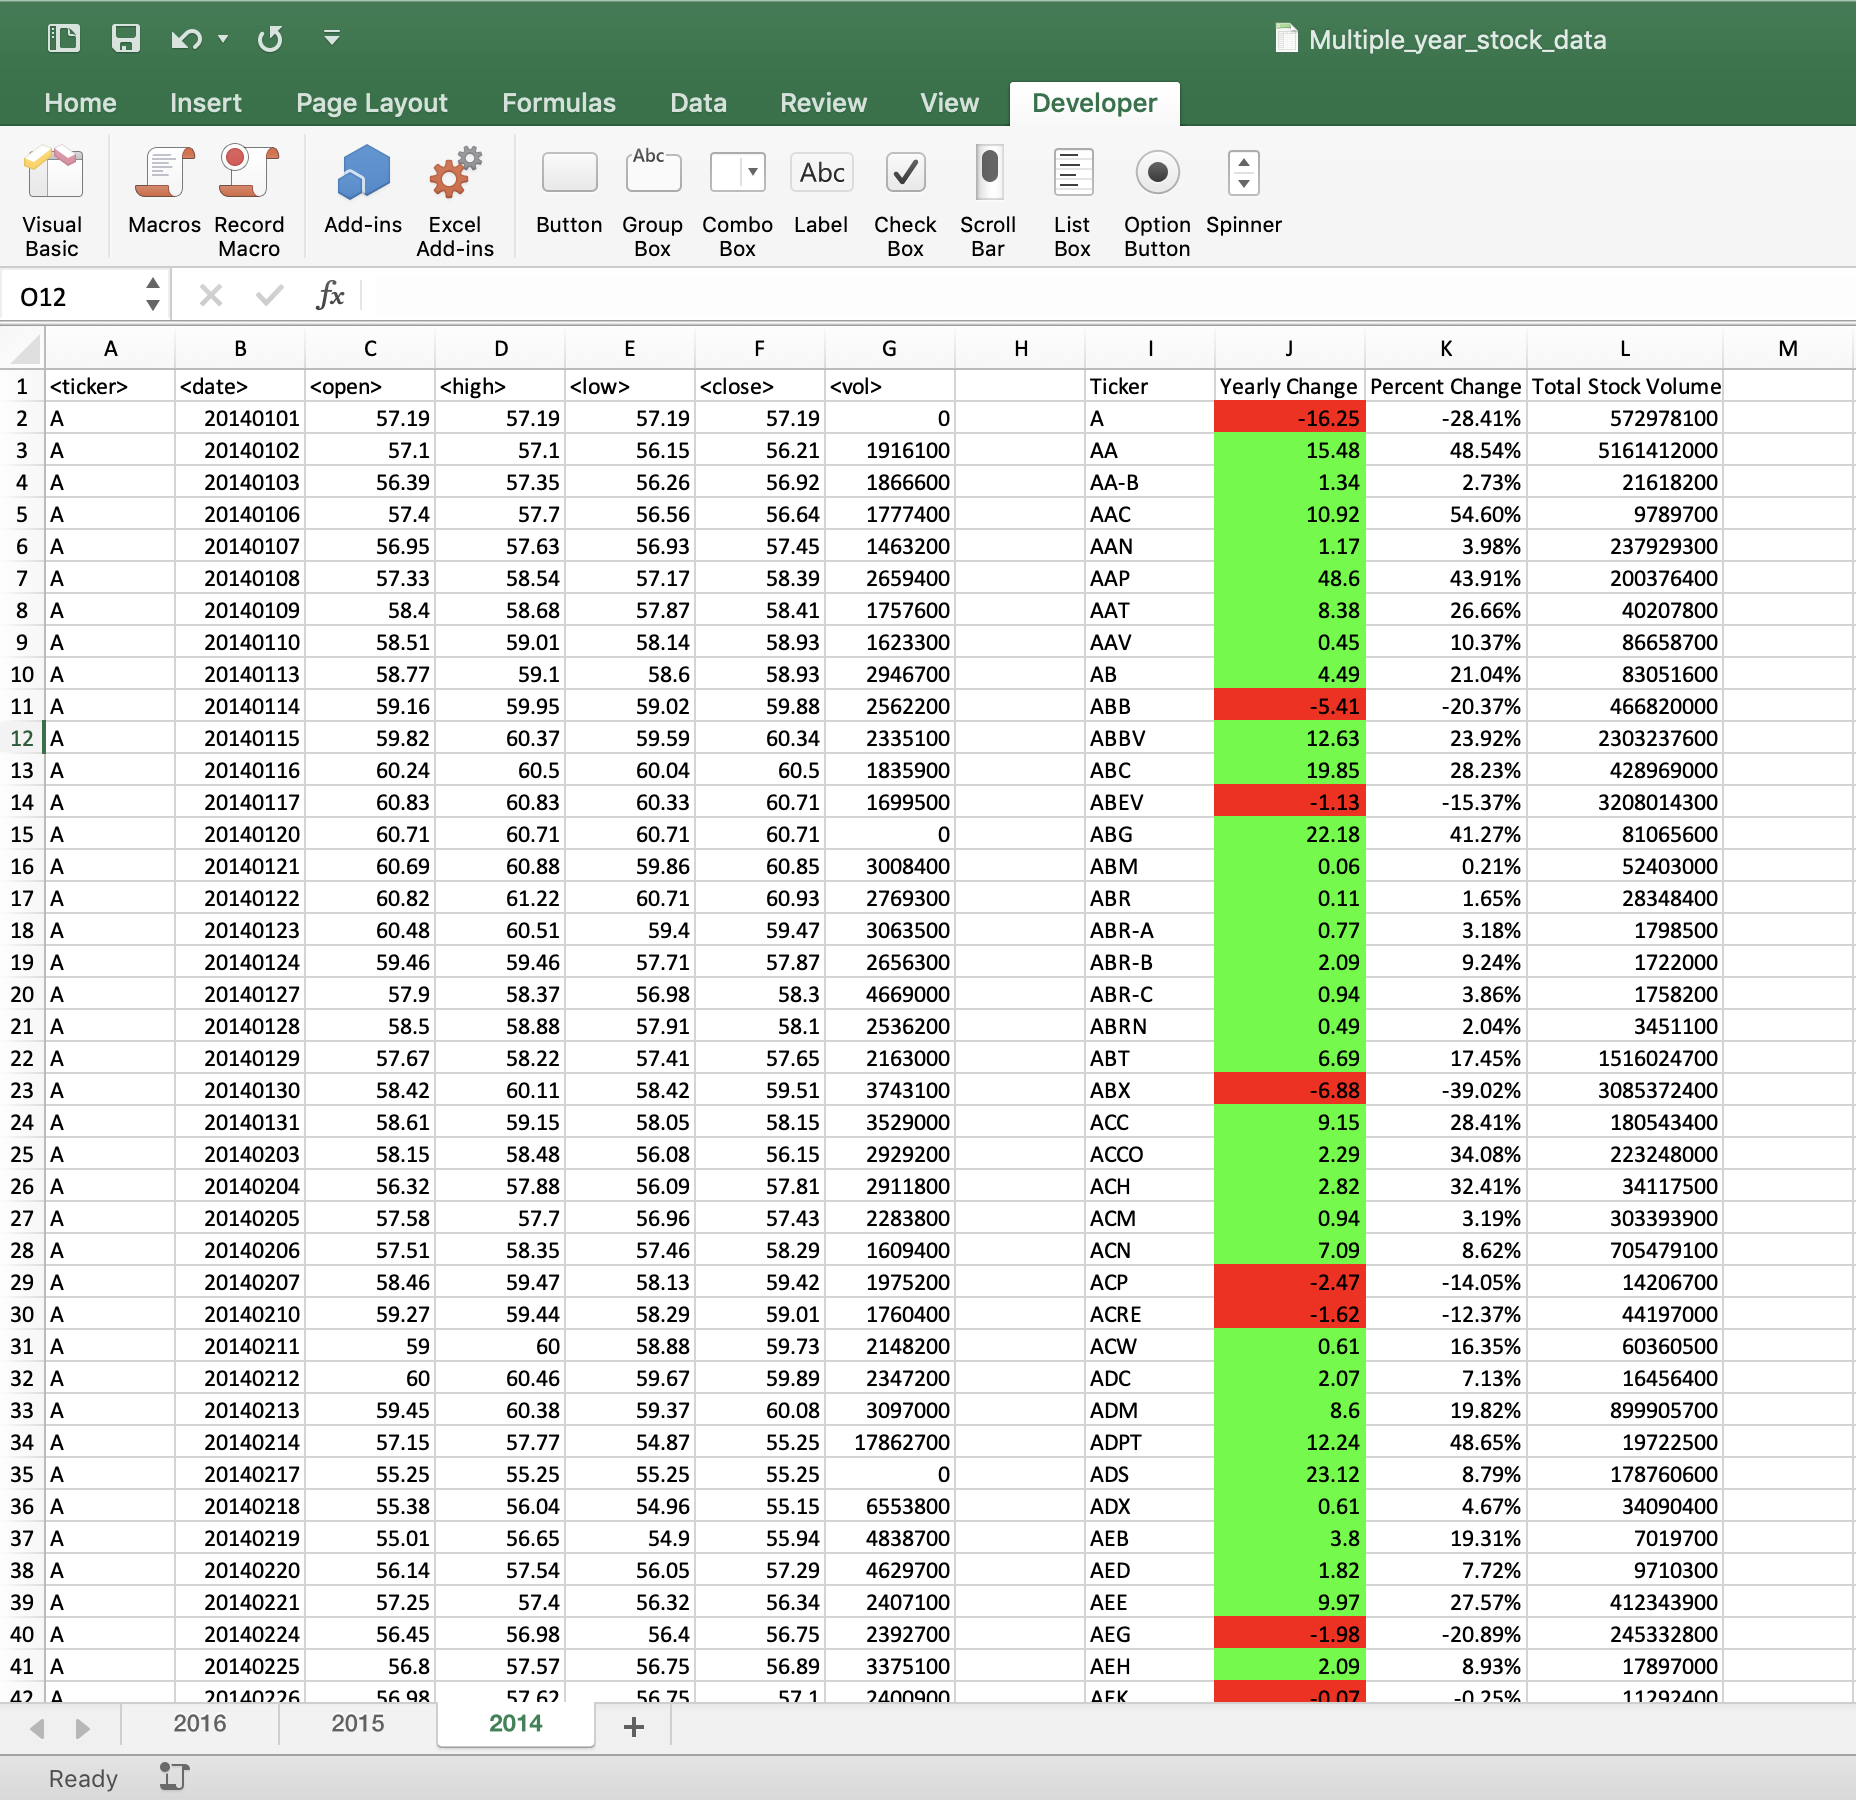 Multiple_year_stock_data
Home Insert Page Layout Formulas Data Review View Developer
Abc Abc
Visual Basic Macros Record Macro Add-ins Excel Add-ins Button Group Box Combo Box Label Check Box Scroll Bar List Box Option Button Spinner
O12 fx
A B C D E F G H I J K L M
1 <ticker> <date> <open> <high> <low> <close> <vol> Ticker Yearly Change Percent Change Total Stock Volume
2 A 20140101 57.19 57.19 57.19 57.19 0 A -16.25 -28.41% 572978100
3 A 20140102 57.1 57.1 56.15 56.21 1916100 AA 15.48 48.54% 5161412000
4 A 20140103 56.39 57.35 56.26 56.92 1866600 AA-B 1.34 2.73% 21618200
5 A 20140106 57.4 57.7 56.56 56.64 1777400 AAC 10.92 54.60% 9789700
6 A 20140107 56.95 57.63 56.93 57.45 1463200 AAN 1.17 3.98% 237929300
7 A 20140108 57.33 58.54 57.17 58.39 2659400 AAP 48.6 43.91% 200376400
8 A 20140109 58.4 58.68 57.87 58.41 1757600 AAT 8.38 26.66% 40207800
9 A 20140110 58.51 59.01 58.14 58.93 1623300 AAV 0.45 10.37% 86658700
10 A 20140113 58.77 59.1 58.6 58.93 2946700 AB 4.49 21.04% 83051600
11 A 20140114 59.16 59.95 59.02 59.88 2562200 ABB -5.41 -20.37% 466820000
12 A 20140115 59.82 60.37 59.59 60.34 2335100 ABBV 12.63 23.92% 2303237600
13 A 20140116 60.24 60.5 60.04 60.5 1835900 ABC 19.85 28.23% 428969000
14 A 20140117 60.83 60.83 60.33 60.71 1699500 ABEV -1.13 -15.37% 3208014300
15 A 20140120 60.71 60.71 60.71 60.71 0 ABG 22.18 41.27% 81065600
16 A 20140121 60.69 60.88 59.86 60.85 3008400 ABM 0.06 0.21% 52403000
17 A 20140122 60.82 61.22 60.71 60.93 2769300 ABR 0.11 1.65% 28348400
18 A 20140123 60.48 60.51 59.4 59.47 3063500 ABR-A 0.77 3.18% 1798500
19 A 20140124 59.46 59.46 57.71 57.87 2656300 ABR-B 2.09 9.24% 1722000
20 A 20140127 57.9 58.37 56.98 58.3 4669000 ABR-C 0.94 3.86% 1758200
21 A 20140128 58.5 58.88 57.91 58.1 2536200 ABRN 0.49 2.04% 3451100
22 A 20140129 57.67 58.22 57.41 57.65 2163000 ABT 6.69 17.45% 1516024700
23 A 20140130 58.42 60.11 58.42 59.51 3743100 ABX -6.88 -39.02% 3085372400
24 A 20140131 58.61 59.15 58.05 58.15 3529000 ACC 9.15 28.41% 180543400
25 A 20140203 58.15 58.48 56.08 56.15 2929200 ACCO 2.29 34.08% 223248000
26 A 20140204 56.32 57.88 56.09 57.81 2911800 ACH 2.82 32.41% 34117500
27 A 20140205 57.58 57.7 56.96 57.43 2283800 ACM 0.94 3.19% 303393900
28 A 20140206 57.51 58.35 57.46 58.29 1609400 ACN 7.09 8.62% 705479100
29 A 20140207 58.46 59.47 58.13 59.42 1975200 ACP -2.47 -14.05% 14206700
30 A 20140210 59.27 59.44 58.29 59.01 1760400 ACRE -1.62 -12.37% 44197000
31 A 20140211 59 60 58.88 59.73 2148200 ACW 0.61 16.35% 60360500
32 A 20140212 60 60.46 59.67 59.89 2347200 ADC 2.07 7.13% 16456400
33 A 20140213 59.45 60.38 59.37 60.08 3097000 ADM 8.6 19.82% 899905700
34 A 20140214 57.15 57.77 54.87 55.25 17862700 ADPT 12.24 48.65% 19722500
35 A 20140217 55.25 55.25 55.25 55.25 0 ADS 23.12 8.79% 178760600
36 A 20140218 55.38 56.04 54.96 55.15 6553800 ADX 0.61 4.67% 34090400
37 A 20140219 55.01 56.65 54.9 55.94 4838700 AEB 3.8 19.31% 7019700
38 A 20140220 56.14 57.54 56.05 57.29 4629700 AED 1.82 7.72% 9710300
39 A 20140221 57.25 57.4 56.32 56.34 2407100 AEE 9.97 27.57% 412343900
40 A 20140224 56.45 56.98 56.4 56.75 2392700 AEG -1.98 -20.89% 245332800
41 A 20140225 56.8 57.57 56.75 56.89 3375100 AEH 2.09 8.93% 17897000
42 A 20140226 56.98 57.62 56.75 57.1 2400900 AEK -0.07 -0.25% 11292400
2016 2015 2014
Ready